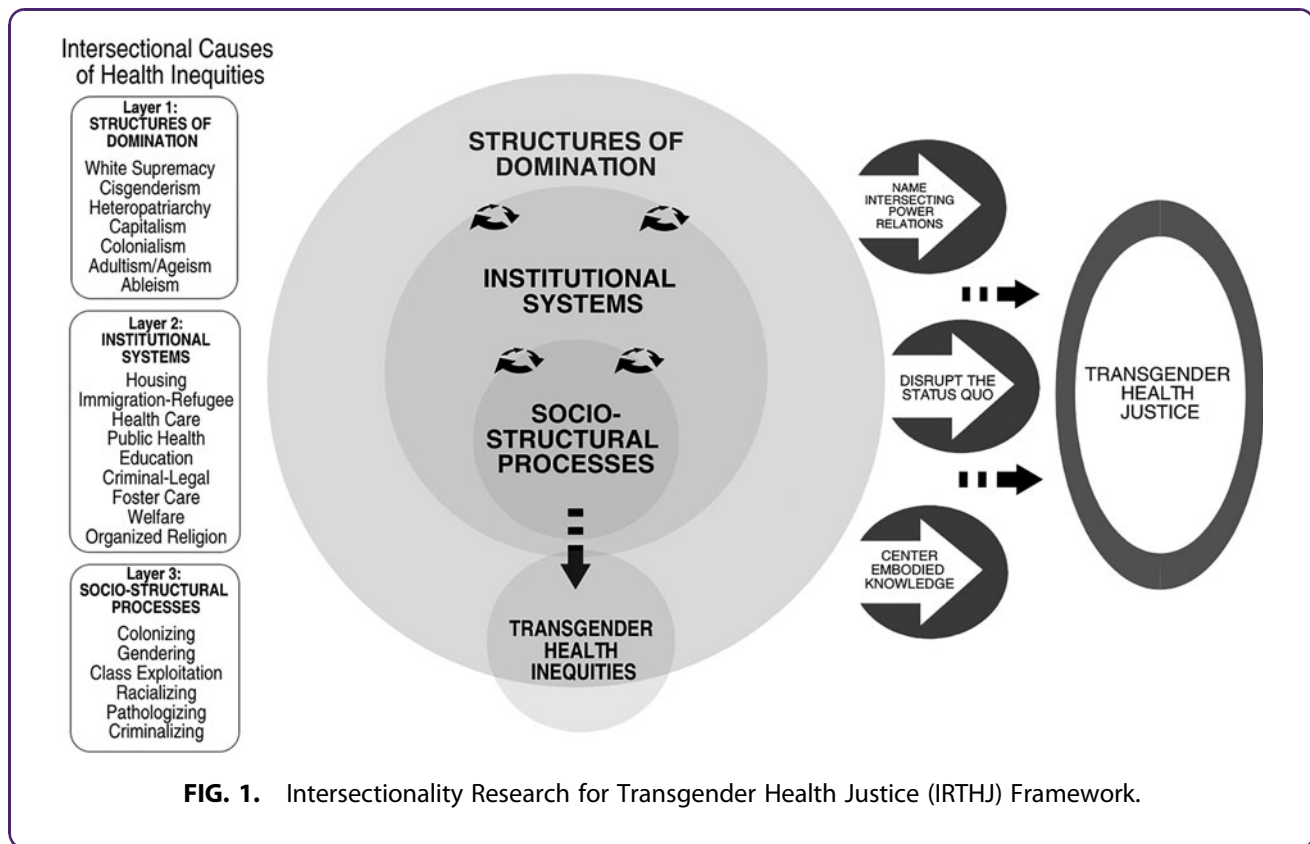 Intersectional Causes
of Health Inequities
Layer 1:
STRUCTURES OF
DOMINATION
White Supremacy
Cisgenderism
Heteropatriarchy
Capitalism
Colonialism
Adultism/Ageism
Ableism
Layer 2:
INSTITUTIONAL
SYSTEMS
Housing
Immigration-Refugee
Health Care
Public Health
Education
Criminal-Legal
Foster Care
Welfare
Organized Religion
Layer 3:
SOCIO-STRUCTURAL
PROCESSES
Colonizing
Gendering
Class Exploitation
Racializing
Pathologizing
Criminalizing
STRUCTURES OF
DOMINATION
INSTITUTIONAL
SYSTEMS
SOCIO-
STRUCTURAL
PROCESSES
TRANSGENDER
HEALTH
INEQUITIES
NAME
INTERSECTING
POWER
RELATIONS
DISRUPT THE
STATUS QUO
CENTER
EMBODIED
KNOWLEDGE
TRANSGENDER
HEALTH
JUSTICE
FIG. 1. Intersectionality Research for Transgender Health Justice (IRTHJ) Framework.